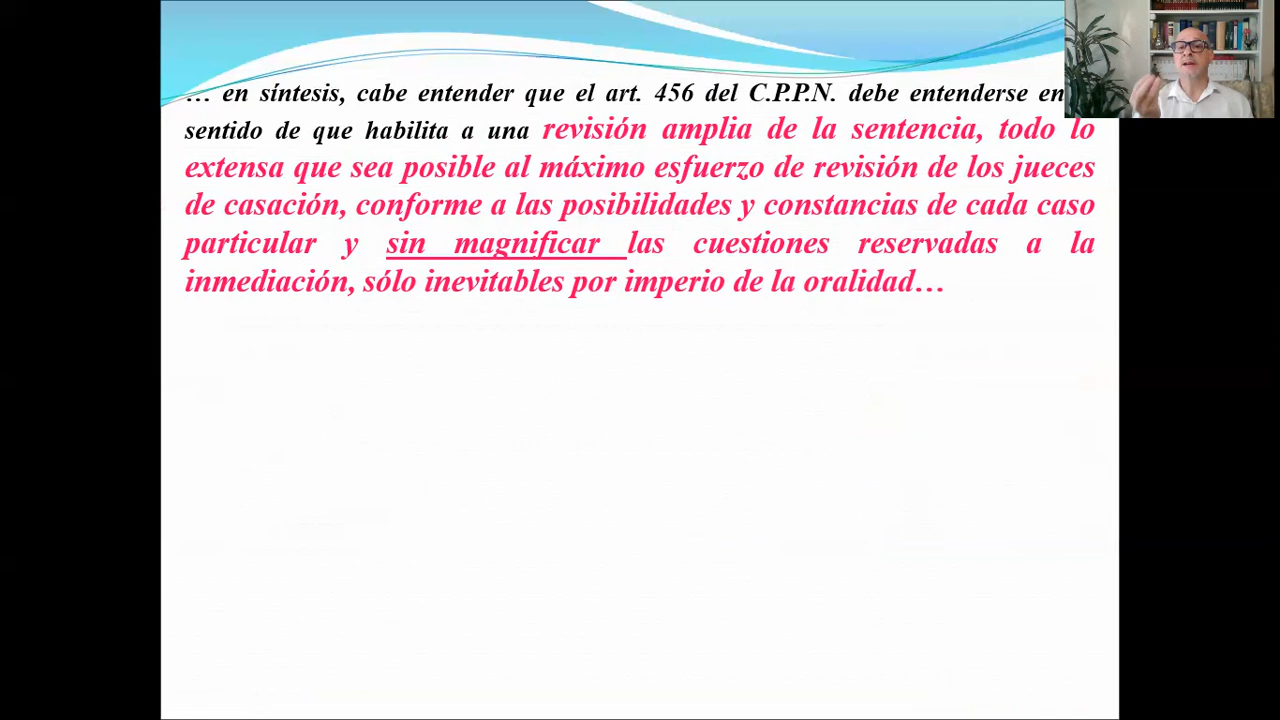 … en síntesis, cabe entender que el art. 456 del C.P.P.N. debe entenderse en
sentido de que habilita a una revisión amplia de la sentencia, todo lo
extensa que sea posible al máximo esfuerzo de revisión de los jueces
de casación, conforme a las posibilidades y constancias de cada caso
particular y sin magnificar las cuestiones reservadas a la
inmediación, sólo inevitables por imperio de la oralidad…